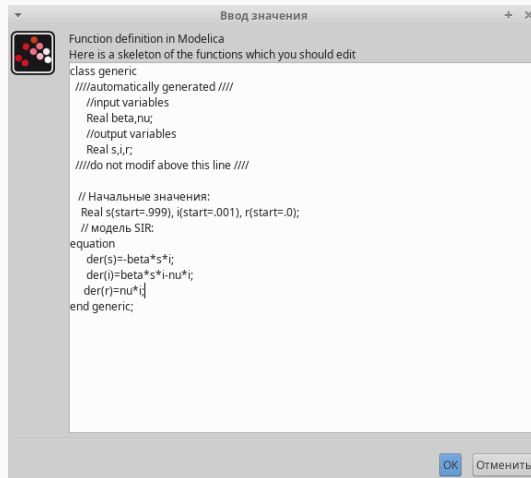 Ввод значения
Function definition in Modelica
Here is a skeleton of the functions which you should edit
class generic
////automatically generated ////
//input variables
Real beta,nu;
//output variables
Real s,i,r;
////do not modif above this line ////
// Начальные значения:
Real s(start=.999), i(start=.001), r(start=.0);
// модель SIR:
equation
der(s)=-beta*s*i;
der(i)=beta*s*i-nu*i;
der(r)=nu*i;
end generic;
OK
Отменить